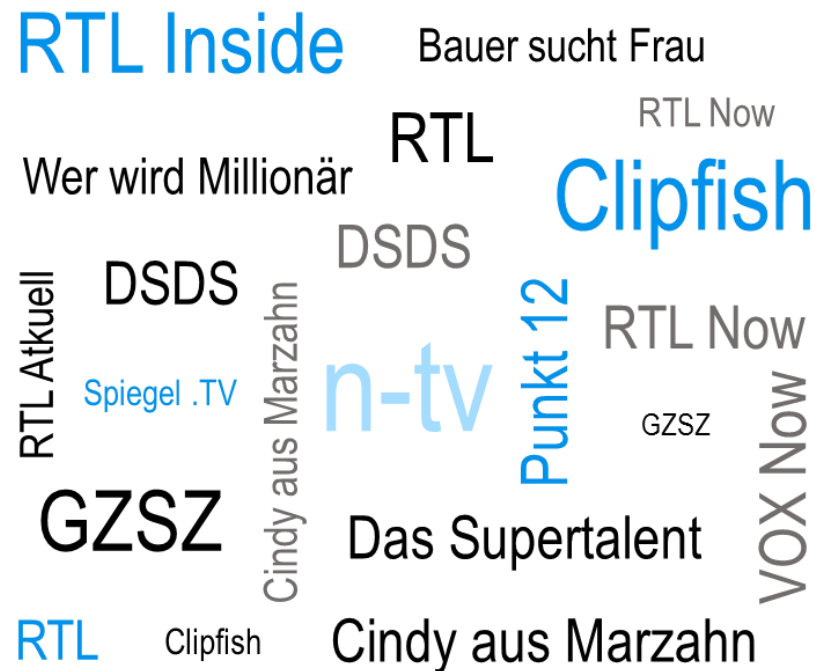 RTL Inside
Bauer sucht Frau
RTL Now
RTL
Wer wird Millionär
Clipfish
DSDS
DSDS
RTL Atkuell
Cindy aus Marzahn
Punkt 12
RTL Now
n-tv
Spiegel .TV
GZSZ
VOX Now
GZSZ
Das Supertalent
RTL
Clipfish
Cindy aus Marzahn